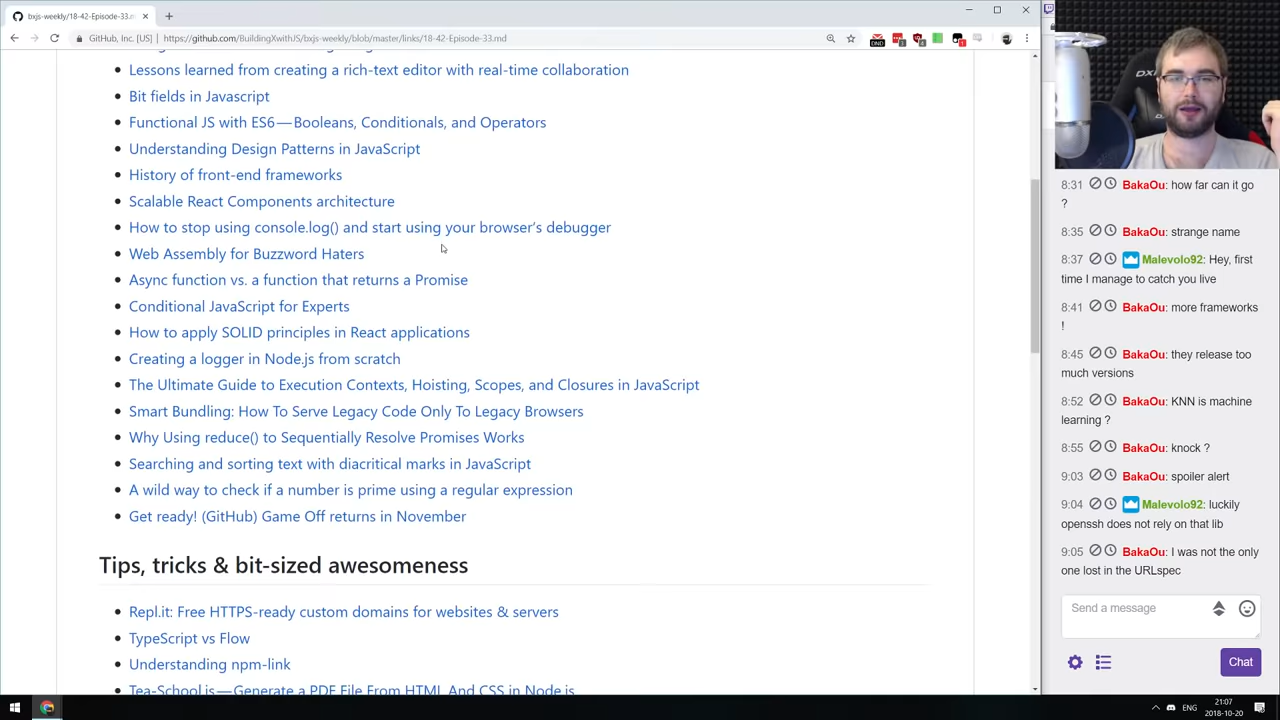 bxjs-weekly/18-42-Episode-33.m
GitHub, Inc. [US]
https://github.com/BuildingXwithJS/bxjs-weekly/blob/master/links/18-42-Episode-33.md
Lessons learned from creating a rich-text editor with real-time collaboration
Bit fields in Javascript
Functional JS with ES6 — Booleans, Conditionals, and Operators
Understanding Design Patterns in JavaScript
History of front-end frameworks
Scalable React Components architecture
How to stop using console.log() and start using your browser’s debugger
Web Assembly for Buzzword Haters
Async function vs. a function that returns a Promise
Conditional JavaScript for Experts
How to apply SOLID principles in React applications
Creating a logger in Node.js from scratch
The Ultimate Guide to Execution Contexts, Hoisting, Scopes, and Closures in JavaScript
Smart Bundling: How To Serve Legacy Code Only To Legacy Browsers
Why Using reduce() to Sequentially Resolve Promises Works
Searching and sorting text with diacritical marks in JavaScript
A wild way to check if a number is prime using a regular expression
Get ready! (GitHub) Game Off returns in November
Tips, tricks & bit-sized awesomeness
Repl.it: Free HTTPS-ready custom domains for websites & servers
TypeScript vs Flow
Understanding npm-link
Tea-School.js — Generate a PDF File From HTML And CSS in Node.js
8:31 BakaOu: how far can it go
?
8:35 BakaOu: strange name
8:37 Malevolo92: Hey, first
time I manage to catch you live
8:41 BakaOu: more frameworks
!
8:45 BakaOu: they release too
much versions
8:52 BakaOu: KNN is machine
learning ?
8:55 BakaOu: knock ?
9:03 BakaOu: spoiler alert
9:04 Malevolo92: luckily
openssh does not rely on that lib
9:05 BakaOu: I was not the only
one lost in the URLspec
Send a message
Chat
ENG
21:07
2018-10-20